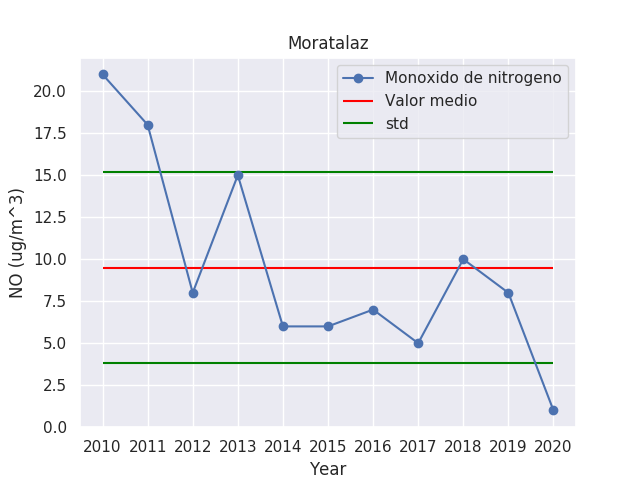 Moratalaz
Monoxido de nitrogeno
Valor medio
std
NO (ug/m^3)
20.0
17.5
15.0
12.5
10.0
7.5
5.0
2.5
0.0
2010 2011 2012 2013 2014 2015 2016 2017 2018 2019 2020
Year